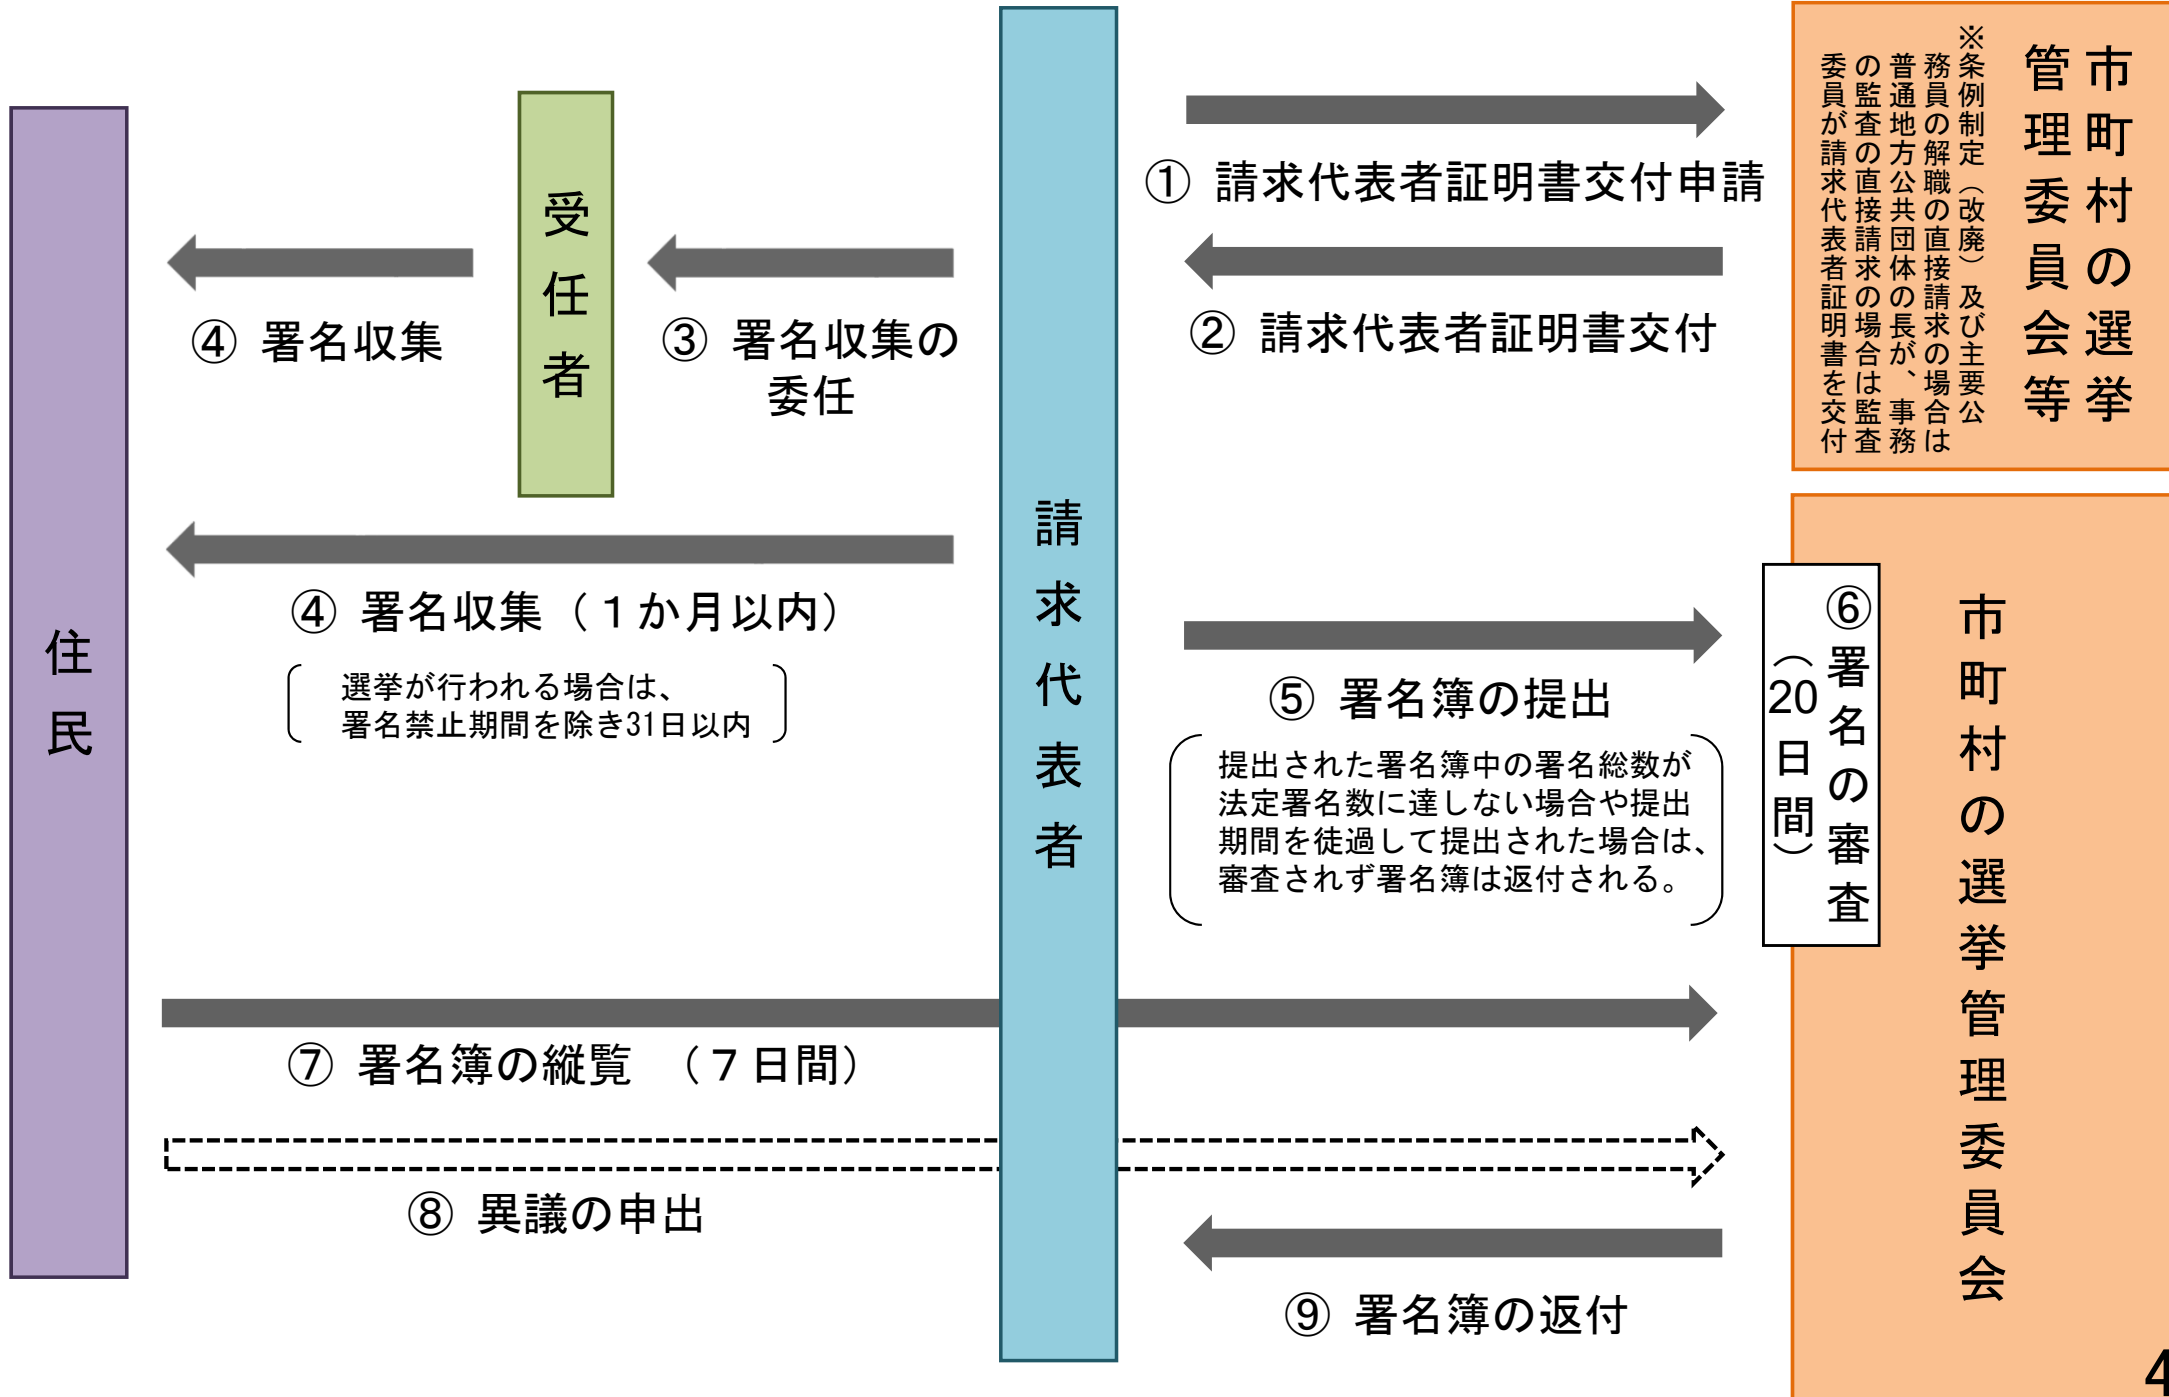 住民
受任者
請求代表者
市町村の選挙
管理委員会等
※条例制定（改廃）及び主要公
務員の解職の直接請求の場合は
普通地方公共団体の長が、事務
の監査の直接請求の場合は監査
委員が請求代表者証明書を交付
① 請求代表者証明書交付申請
② 請求代表者証明書交付
③ 署名収集の
委任
④ 署名収集
④ 署名収集（１か月以内）
選挙が行われる場合は、
署名禁止期間を除き31日以内
⑤ 署名簿の提出
提出された署名簿中の署名総数が
法定署名数に達しない場合や提出
期間を徒過して提出された場合は、
審査されず署名簿は返付される。
⑥署名の審査
（20日間）
市町村の選挙管理委員会
⑦ 署名簿の縦覧　（７日間）
⑧ 異議の申出
⑨ 署名簿の返付
4